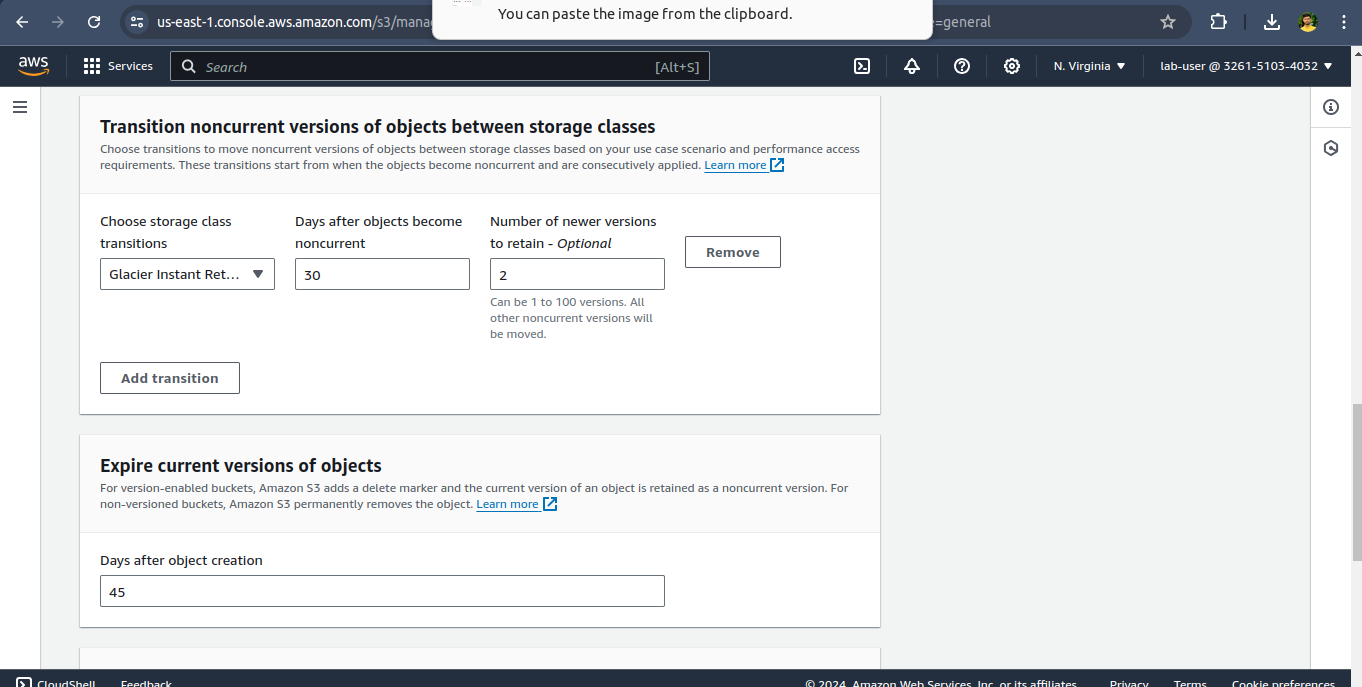 You can paste the image from the clipboard.
us-east-1.console.aws.amazon.com/s3/mana
=general
aws
Services
Search
[Alt+S]
N. Virginia
lab-user @ 3261-5103-4032
Transition noncurrent versions of objects between storage classes
Choose transitions to move noncurrent versions of objects between storage classes based on your use case scenario and performance access
requirements. These transitions start from when the objects become noncurrent and are consecutively applied. Learn more
Choose storage class
transitions
Glacier Instant Ret...
Days after objects become
noncurrent
30
Number of newer versions
to retain - Optional
2
Can be 1 to 100 versions. All
other noncurrent versions will
be moved.
Remove
Add transition
Expire current versions of objects
For version-enabled buckets, Amazon S3 adds a delete marker and the current version of an object is retained as a noncurrent version. For
non-versioned buckets, Amazon S3 permanently removes the object. Learn more
Days after object creation
45
CloudShell
Feedback
© 2024, Amazon Web Services, Inc. or its affiliates.
Privacy
Terms
Cookie preferences